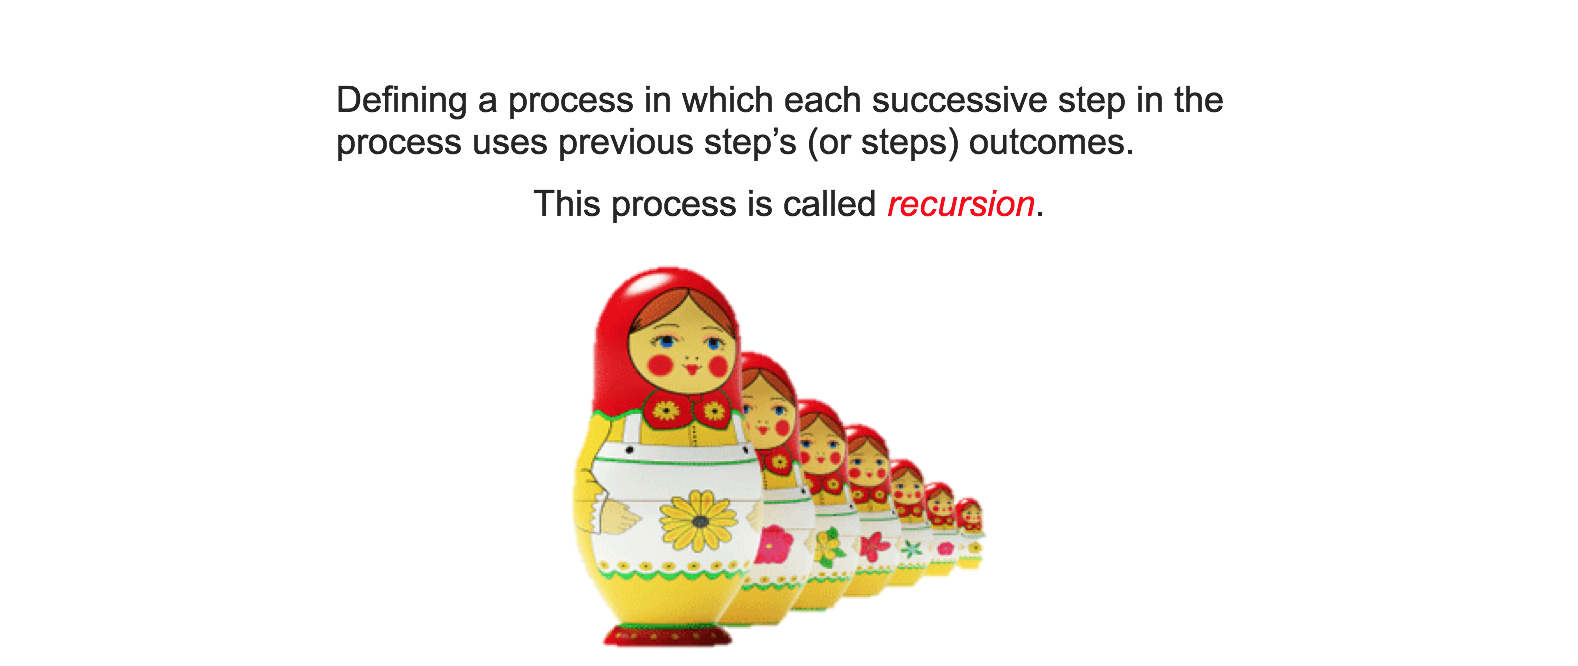 Defining a process in which each successive step in the
process uses previous step’s (or steps) outcomes.
This process is called recursion.